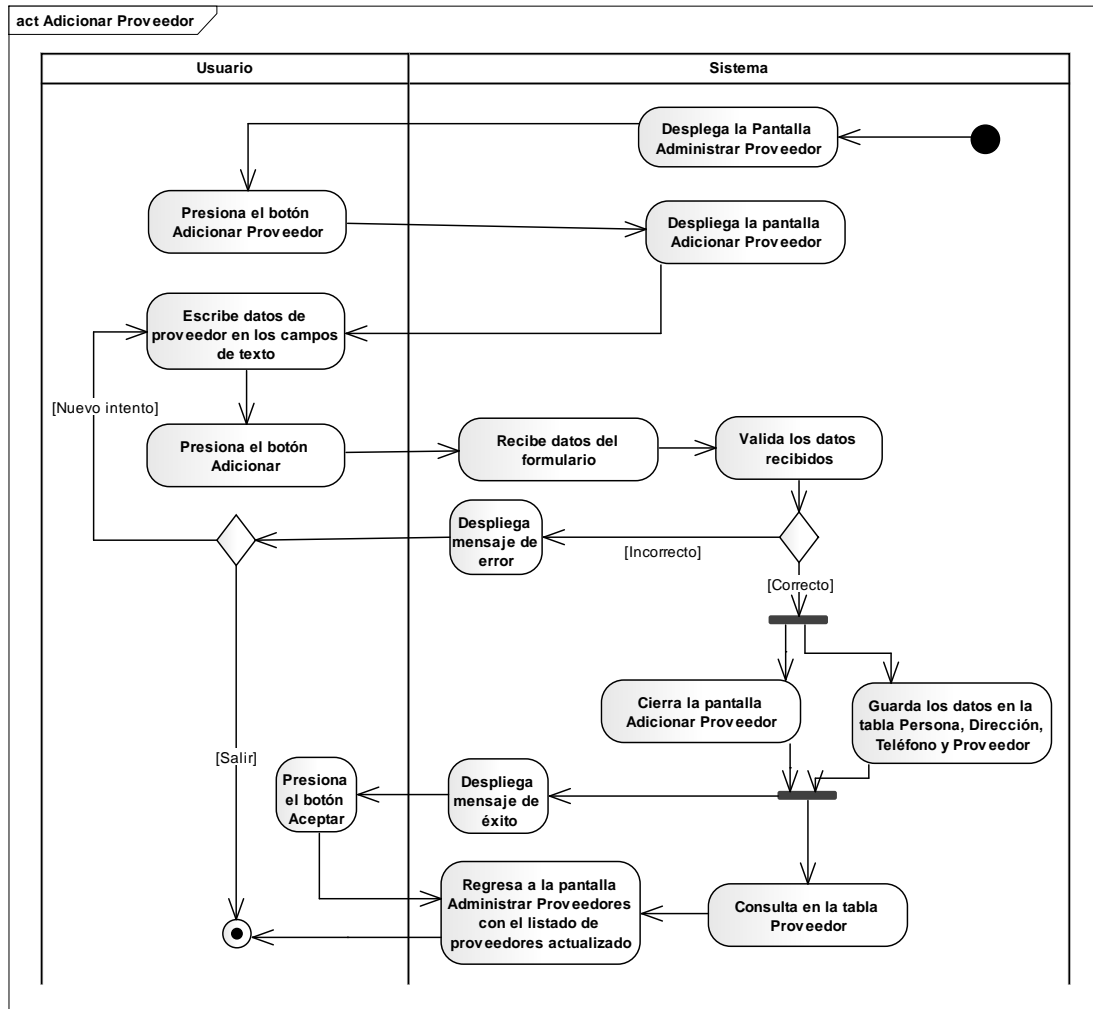 act Adicionar Proveedor
Usuario
Sistema
Desplega la Pantalla
Administrar Proveedor
Presiona el botón
Adicionar Proveedor
Despliega la pantalla
Adicionar Proveedor
Escribe datos de
proveedor en los campos
de texto
[Nuevo intento]
Presiona el botón
Adicionar
Recibe datos del
formulario
Valida los datos
recibidos
Despliega
mensaje de
error
[Incorrecto]
[Correcto]
Cierra la pantalla
Adicionar Proveedor
Guarda los datos en la
tabla Persona, Dirección,
Teléfono y Proveedor
[Salir]
Presiona
el botón
Aceptar
Despliega
mensaje de
éxito
Regresa a la pantalla
Administrar Proveedores
con el listado de
proveedores actualizado
Consulta en la tabla
Proveedor